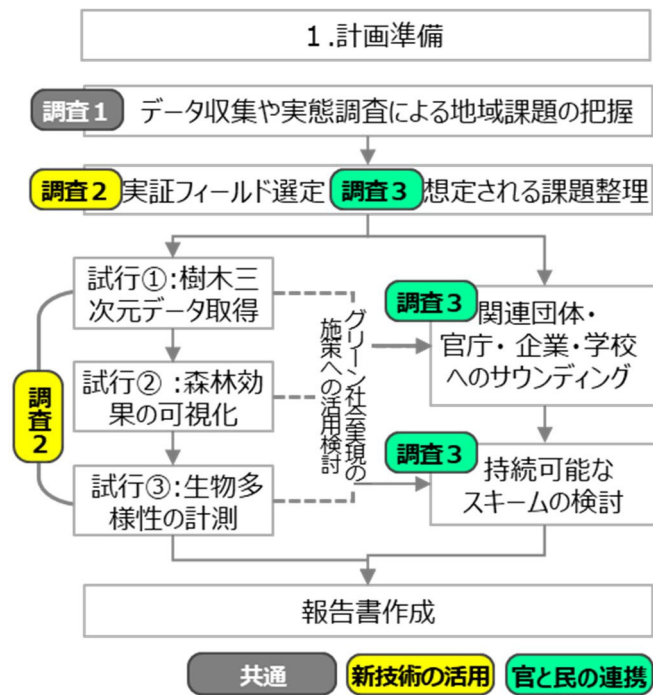 1.計画準備
調査1 データ収集や実態調査による地域課題の把握
調査2 実証フィールド選定 調査3 想定される課題整理
試行①:樹木三
次元データ取得
試行② :森林効
果の可視化
試行③:生物多
様性の計測
調査2
グリーン社会実現の
施策への活用検討
調査3
関連団体・
官庁・企業・学校
へのサウンディング
調査3
持続可能な
スキームの検討
報告書作成
共通 新技術の活用 官と民の連携